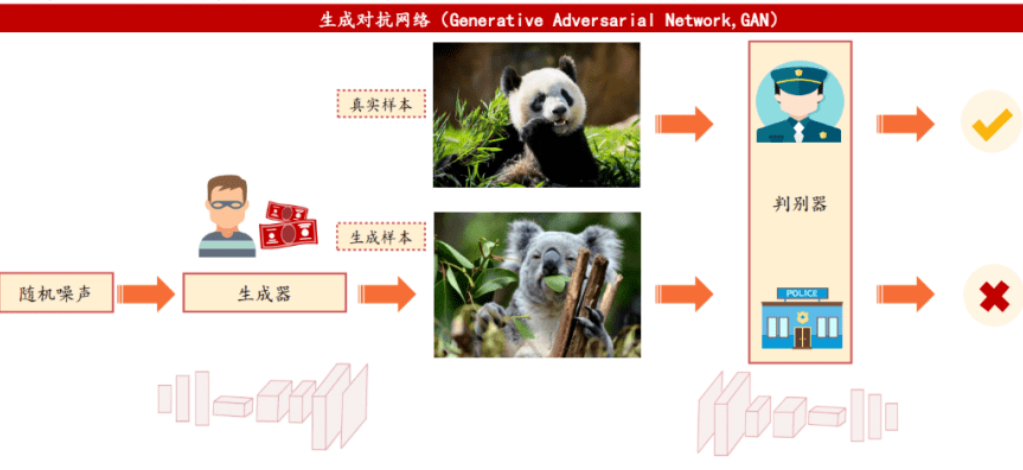 生成对抗网络（Generative Adversarial Network,GAN）
真实样本
判别器
生成样本
随机噪声
生成器
POLICE